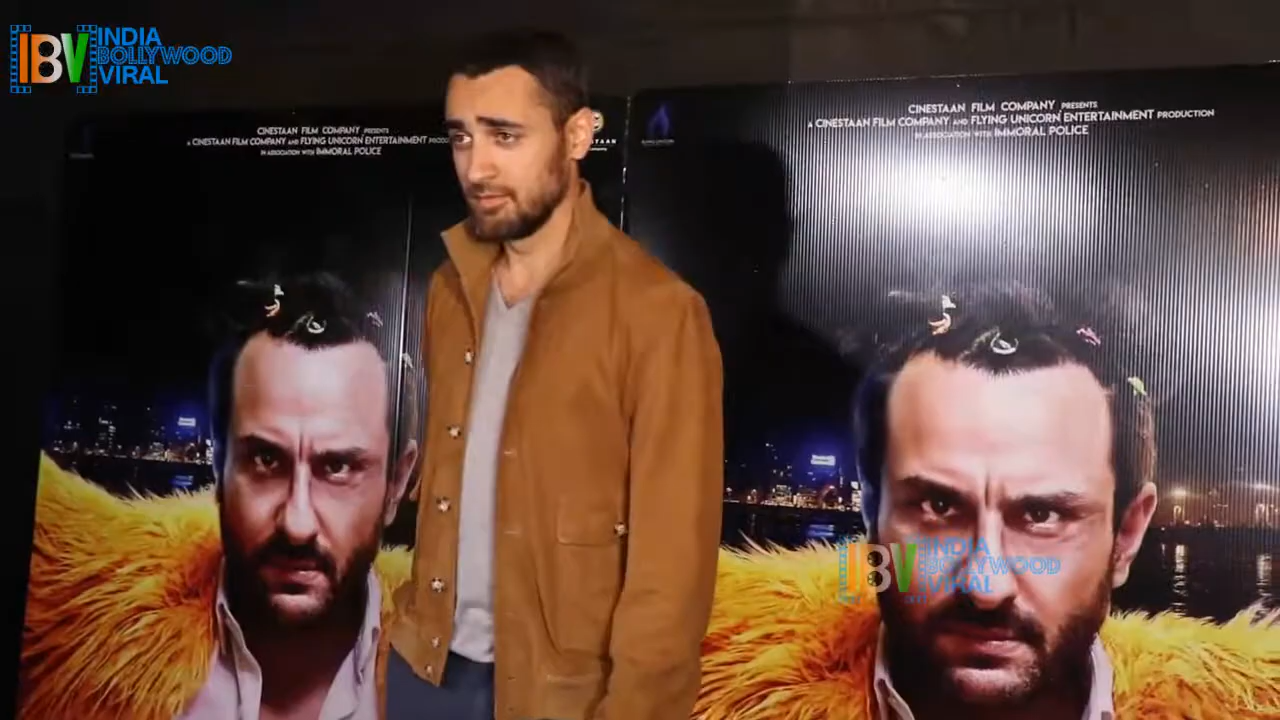 IBV INDIA
BOLLYWOOD
VIRAL
CINESTAAN FILM COMPANY PRESENTS
A CINESTAAN FILM COMPANY AND FLYING UNICORN ENTERTAINMENT PRODUC
IN ASSOCIATION WITH IMMORAL POLICE
CINESTAAN FILM COMPANY PRESENTS
A CINESTAAN FILM COMPANY AND FLYING UNICORN ENTERTAINMENT PRODUCTION
IN ASSOCIATION WITH IMMORAL POLICE
IBV INDIA
BOLLYWOOD
VIRAL